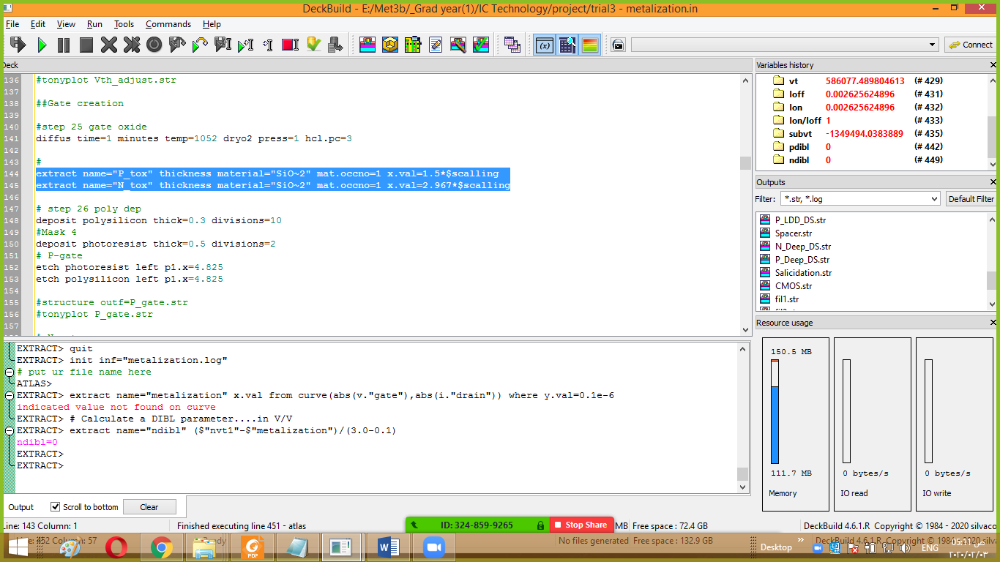 DeckBuild - E:/Met3b/_Grad year(1)/IC Technology/project/trial3 - metalization.in
File Edit View Run Tools Commands Help
Connect
Deck
136 #tonyplot Vth_adjust.str
137
138 ##Gate creation
139
140 #step 25 gate oxide
141 diffus time=1 minutes temp=1052 dryo2 press=1 hcl.pc=3
142
143 #
144 extract name="P_tox" thickness material="SiO~2" mat.occno=1 x.val=1.5*$scalling
145 extract name="N_tox" thickness material="SiO~2" mat.occno=1 x.val=2.967*$scalling
146
147 # step 26 poly dep
148 deposit polysilicon thick=0.3 divisions=10
149 #Mask 4
150 deposit photoresist thick=0.5 divisions=2
151 # P-gate
152 etch photoresist left p1.x=4.825
153 etch polysilicon left p1.x=4.825
154
155 #structure outf=P_gate.str
156 #tonyplot P_gate.str
157
Variables history
vt 586077.489804613 (# 429)
Ioff 0.002625624896 (# 431)
Ion 0.002625624896 (# 432)
Ion/Ioff 1 (# 433)
subvt -1349494.0383889 (# 435)
pdibl 0 (# 442)
ndibl 0 (# 449)
Outputs
Filter: *.str, *.log Default Filter
P_LDD_DS.str
Spacer.str
N_Deep_DS.str
P_Deep_DS.str
Salicidation.str
CMOS.str
fil1.str
Resource usage
150.5 MB
111.7 MB 0 bytes/s 0 bytes/s
Memory IO read IO write
EXTRACT> quit
EXTRACT> init inf="metalization.log"
# put ur file name here
ATLAS>
EXTRACT> extract name="metalization" x.val from curve(abs(v."gate"),abs(i."drain")) where y.val=0.1e-6
indicated value not found on curve
EXTRACT> # Calculate a DIBL parameter....in V/V
EXTRACT> extract name="ndibl" ($"nvt1"-$"metalization")/(3.0-0.1)
ndibl=0
EXTRACT>
EXTRACT>
Output Scroll to bottom Clear
Line: 143 Column: 1 Finished executing line 451 - atlas
ID: 324-859-9265 Stop Share
MB Free space : 72.4 GB
DeckBuild 4.6.1.R Copyright © 1984 - 2020 silvaco
Line: 452 Column: 57 Ready
No files generated Free space : 132.9 GB
Desktop
ENG
05:11 ص
٢٠٢٠/٠٢/٠٣